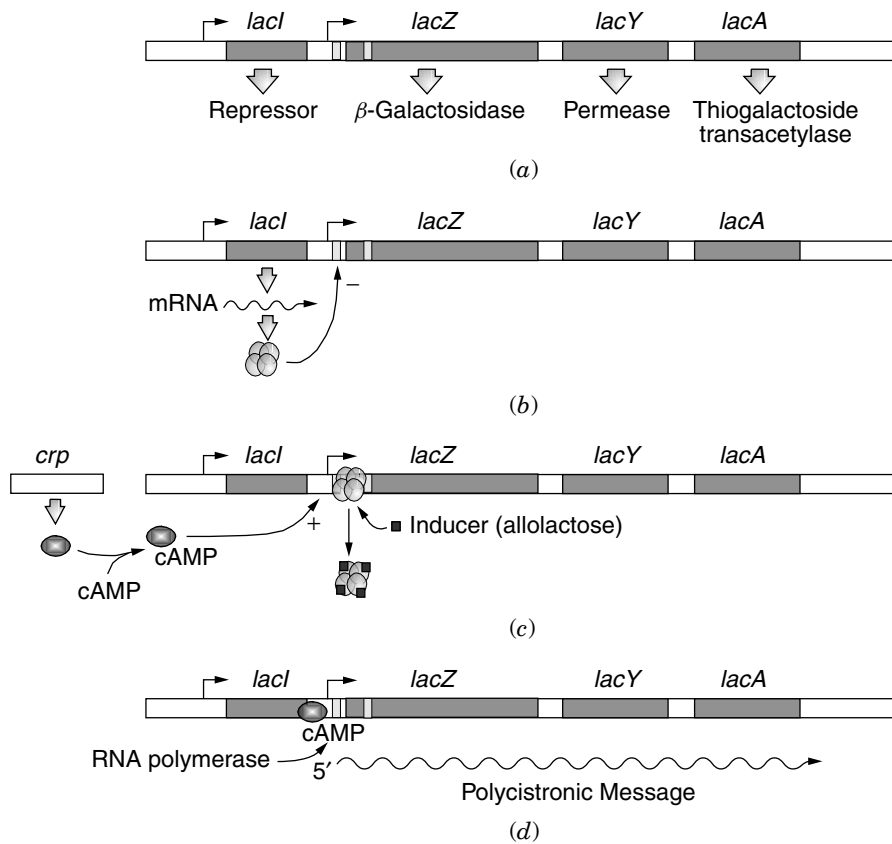 lacI lacZ lacY lacA
Repressor β-Galactosidase Permease Thiogalactoside
transacetylase
(a)
lacI lacZ lacY lacA
mRNA
−
(b)
crp lacI lacZ lacY lacA
+ Inducer (allolactose)
cAMP
cAMP
(c)
lacI lacZ lacY lacA
cAMP
RNA polymerase
5′
Polycistronic Message
(d)